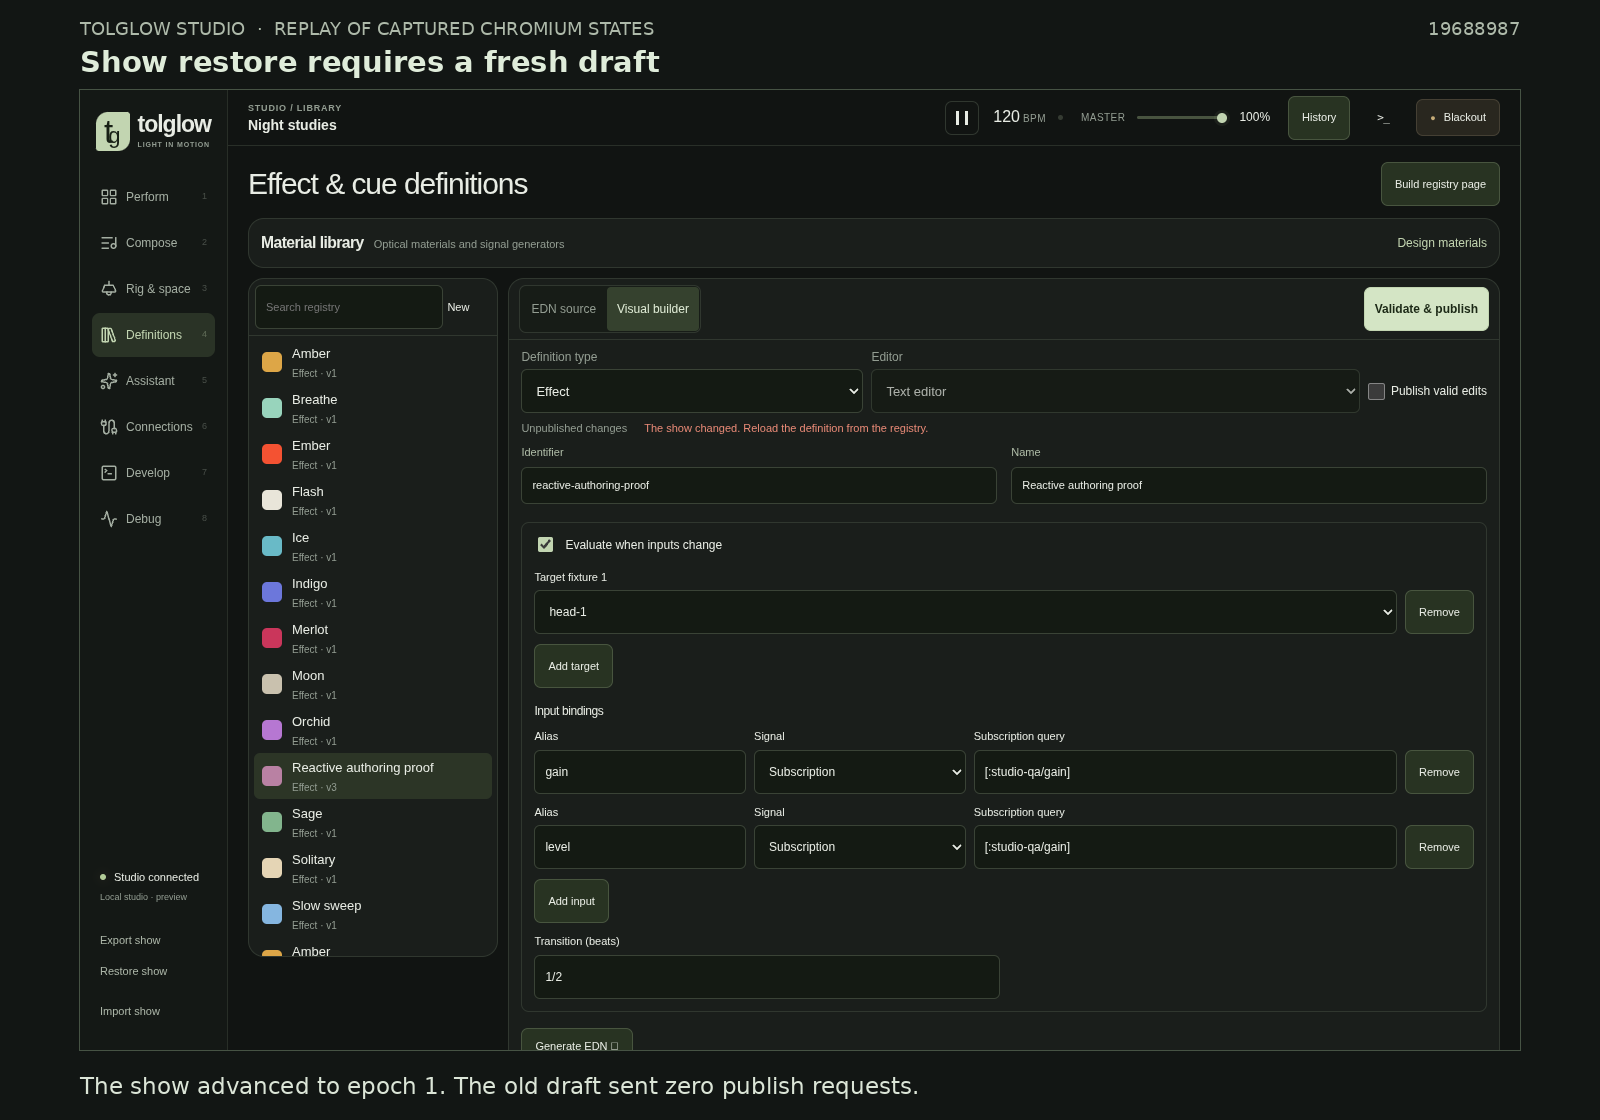 TOLGLOW STUDIO · REPLAY OF CAPTURED CHROMIUM STATES
19688987
Show restore requires a fresh draft
tg
tolglow
LIGHT IN MOTION
STUDIO / LIBRARY
Night studies
120 BPM
MASTER
100%
History
>_
Blackout
Perform 1
Compose 2
Rig & space 3
Definitions 4
Assistant 5
Connections 6
Develop 7
Debug 8
Studio connected
Local studio · preview
Export show
Restore show
Import show
Effect & cue definitions
Build registry page
Material library Optical materials and signal generators
Design materials
Search registry
New
Amber
Effect · v1
Breathe
Effect · v1
Ember
Effect · v1
Flash
Effect · v1
Ice
Effect · v1
Indigo
Effect · v1
Merlot
Effect · v1
Moon
Effect · v1
Orchid
Effect · v1
Reactive authoring proof
Effect · v3
Sage
Effect · v1
Solitary
Effect · v1
Slow sweep
Effect · v1
Amber
EDN source
Visual builder
Validate & publish
Definition type
Editor
Effect
Text editor
Publish valid edits
Unpublished changes The show changed. Reload the definition from the registry.
Identifier
Name
reactive-authoring-proof
Reactive authoring proof
Evaluate when inputs change
Target fixture 1
head-1
Remove
Add target
Input bindings
Alias Signal Subscription query
gain Subscription [:studio-qa/gain] Remove
Alias Signal Subscription query
level Subscription [:studio-qa/gain] Remove
Add input
Transition (beats)
1/2
Generate EDN
The show advanced to epoch 1. The old draft sent zero publish requests.